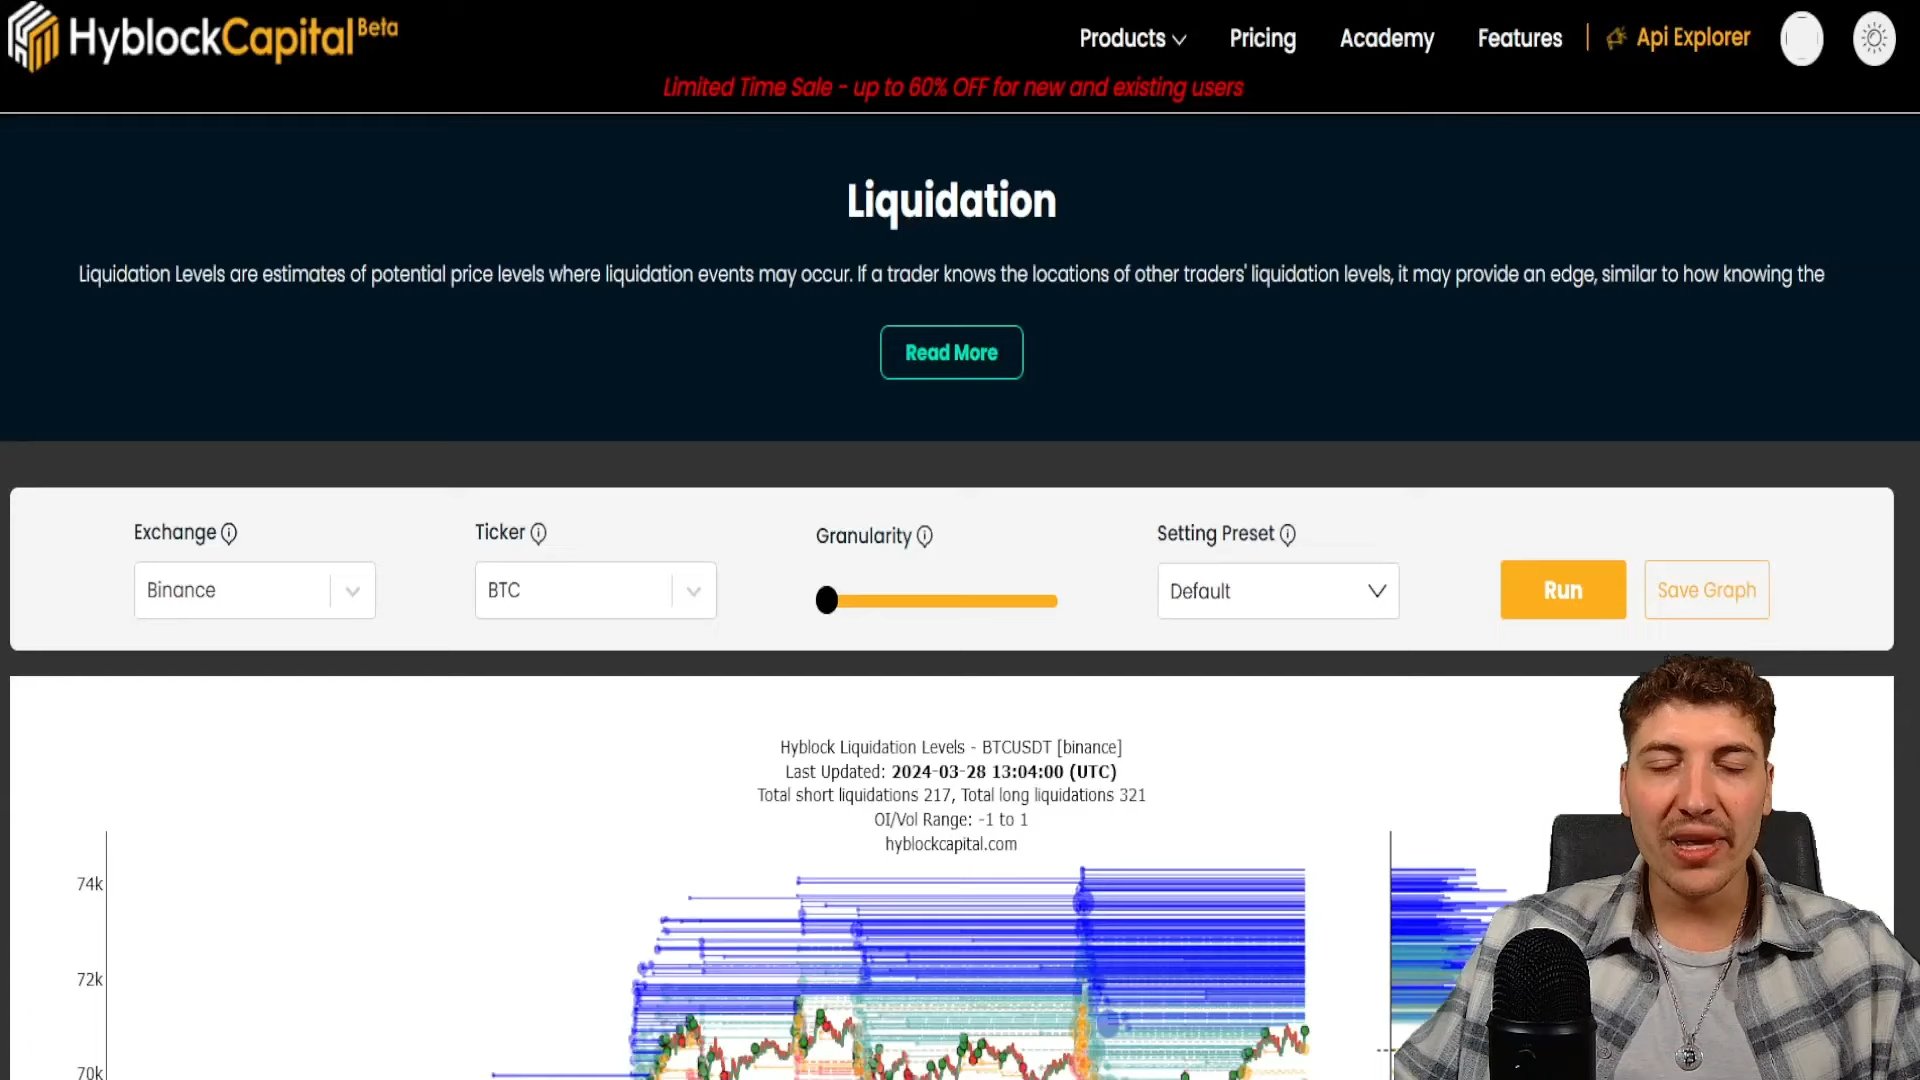 HyblockCapital Beta
Products Pricing Academy Features Api Explorer
Limited Time Sale - up to 60% OFF for new and existing users
Liquidation
Liquidation Levels are estimates of potential price levels where liquidation events may occur. If a trader knows the locations of other traders' liquidation levels, it may provide an edge, similar to how knowing the
Read More
Exchange Ticker Granularity Setting Preset
Binance BTC Default Run Save Graph
Hyblock Liquidation Levels - BTCUSDT [binance]
Last Updated: 2024-03-28 13:04:00 (UTC)
Total short liquidations 217, Total long liquidations 321
OI/Vol Range: -1 to 1
hyblockcapital.com
74k
72k
70k